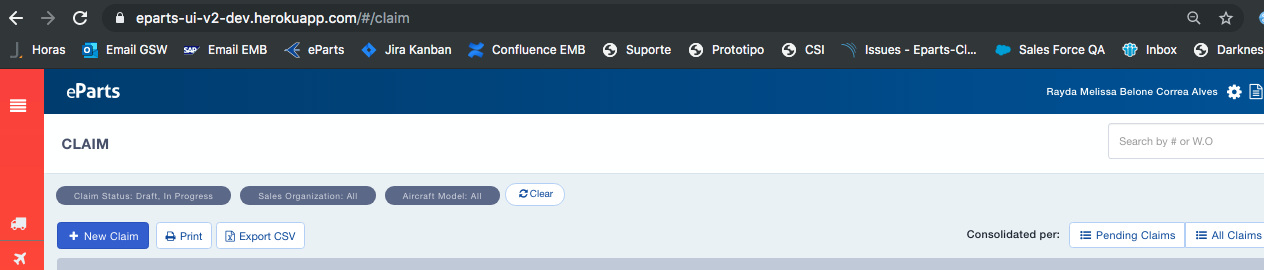 eparts-ui-v2-dev.herokuapp.com/#/claim
Horas Email GSW SAP Email EMB eParts Jira Kanban Confluence EMB Suporte Prototipo CSI Issues - Eparts-Cl... Sales Force QA Inbox Darknes
eParts
Rayda Melissa Belone Correa Alves
CLAIM
Search by # or W.O
Claim Status: Draft, In Progress Sales Organization: All Aircraft Model: All Clear
+ New Claim Print Export CSV Consolidated per: Pending Claims All Claims